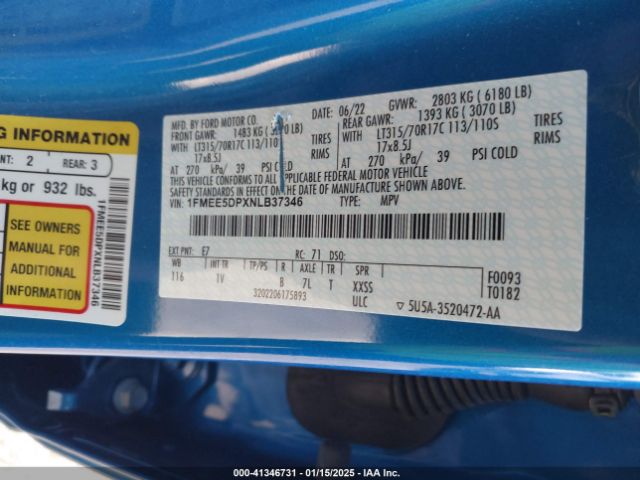 G INFORMATION
NT: 2 REAR: 3
kg or 932 lbs.
SEE OWNERS
MANUAL FOR
ADDITIONAL
INFORMATION
1FMEE5DPXNLB37346
MFD. BY FORD MOTOR CO.
DATE: 06/22 GVWR: 2803 KG ( 6180 LB)
FRONT GAWR: 1483 KG ( 3270 LB)
REAR GAWR: 1393 KG ( 3070 LB)
LT315/70R17C 113/110S TIRES
17x8.5J RIMS
AT 270 kPa/ 39 PSI COLD
LT315/70R17C 113/110S TIRES
17x8.5J RIMS
AT 270 kPa/ 39 PSI COLD
THIS VEHICLE CONFORMS TO ALL APPLICABLE FEDERAL MOTOR VEHICLE
SAFETY STANDARDS IN EFFECT ON THE DATE OF MANUFACTURE SHOWN ABOVE.
VIN: 1FMEE5DPXNLB37346 TYPE: MPV
EXT PNT: E7 RC: 71 DSO:
WB INT TR TP/PS R AXLE TR SPR
116 TV B 7L T XXSS
F0093
T0182
3202206175893 ULC
5U5A-3520472-AA
00-41346731 - 01/15/2025 - IAA Inc.